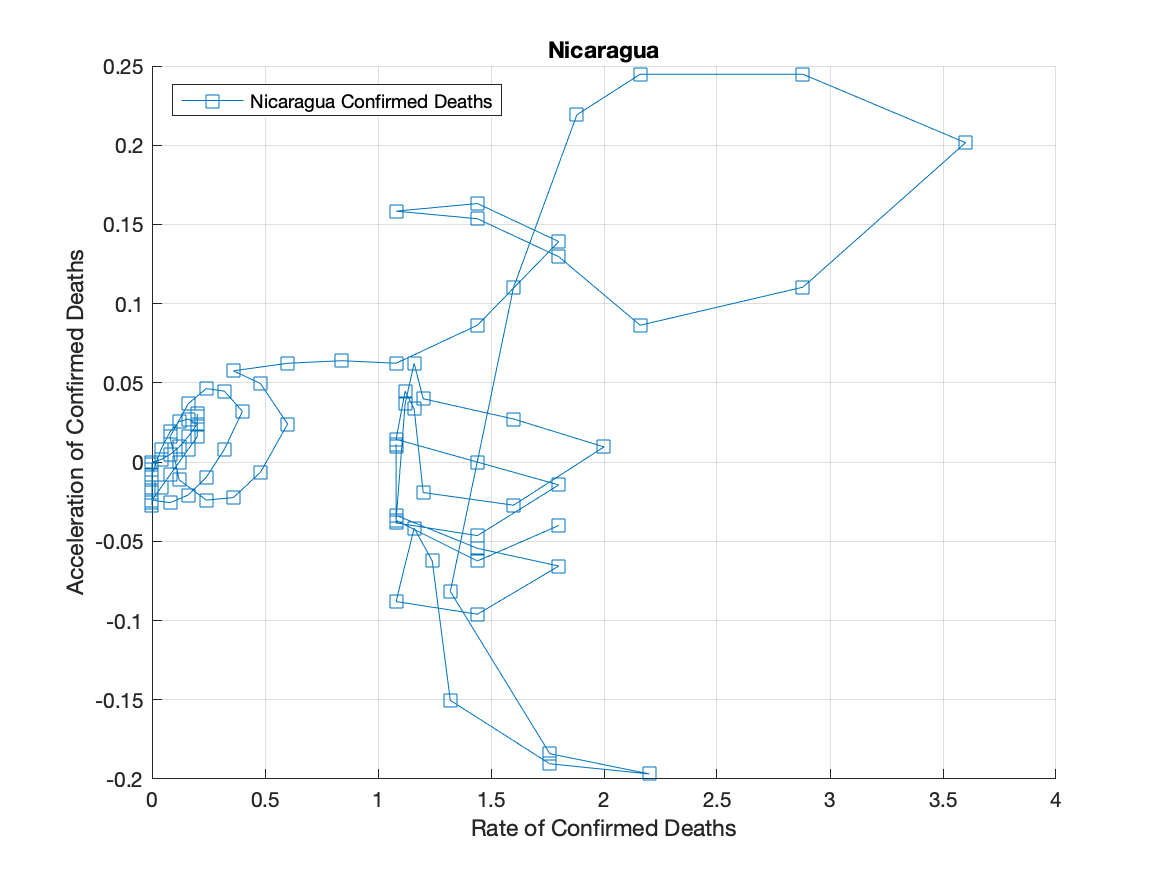 Nicaragua
Nicaragua Confirmed Deaths
Acceleration of Confirmed Deaths
0.25
0.2
0.15
0.1
0.05
0
-0.05
-0.1
-0.15
-0.2
0 0.5 1 1.5 2 2.5 3 3.5 4
Rate of Confirmed Deaths